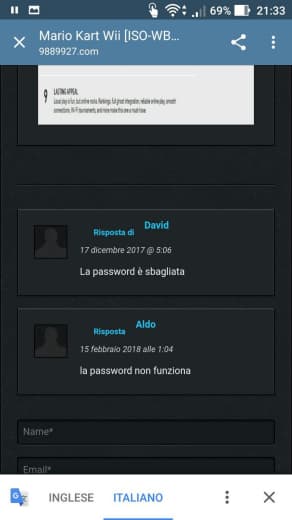 69% 21:33
Mario Kart Wii [ISO-WB...
9889927.com
9 LASTING APPEAL
Local play is fun, but online rocks. Rankings, full ghost integration, reliable online play, smooth
connections, Wi-Fi tournaments, and more make this one a must have.
Risposta di David
17 dicembre 2017 @ 5:06
La password è sbagliata
Risposta Aldo
15 febbraio 2018 alle 1:04
la password non funziona
Name*
Email*
INGLESE ITALIANO